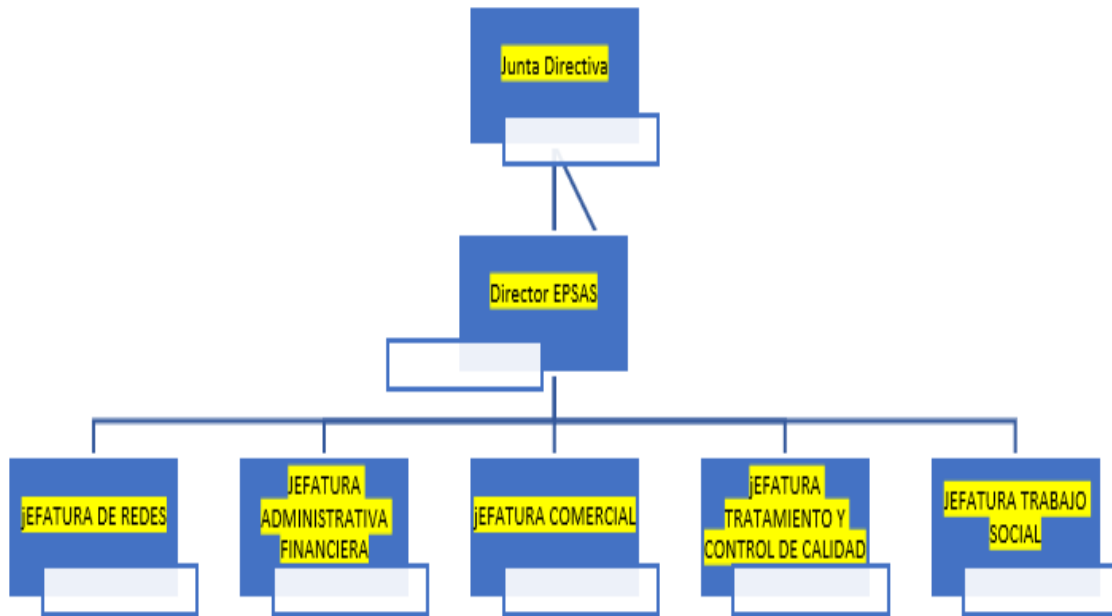 Junta Directiva
Director EPSAS
jEFATURA DE REDES
JEFATURA
ADMINISTRATIVA
FINANCIERA
jEFATURA COMERCIAL
jEFATURA
TRATAMIENTO Y
CONTROL DE CALIDAD
JEFATURA TRABAJO
SOCIAL